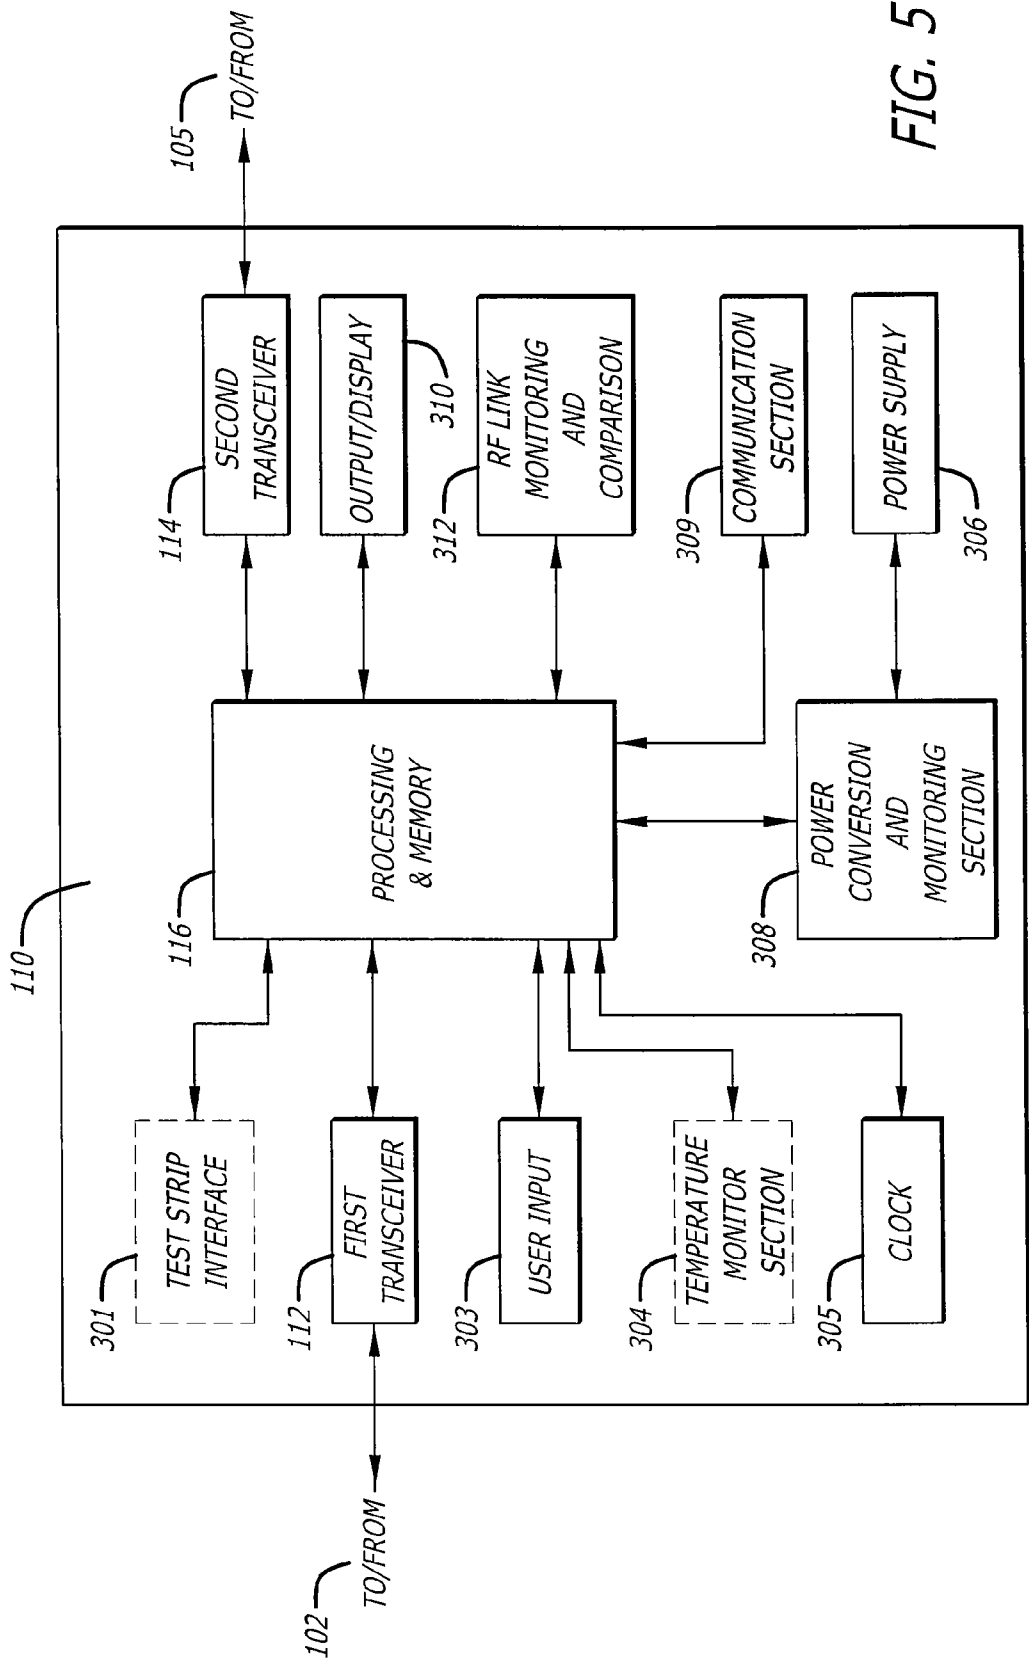 110
301
TEST STRIP
INTERFACE
112
FIRST
TRANSCEIVER
102
TO/FROM
303
USER INPUT
304
TEMPERATURE
MONITOR
SECTION
305
CLOCK
116
PROCESSING
& MEMORY
308
POWER
CONVERSION
AND
MONITORING
SECTION
114
SECOND
TRANSCEIVER
105
TO/FROM
OUTPUT/DISPLAY
310
312
RF LINK
MONITORING
AND
COMPARISON
309
COMMUNICATION
SECTION
POWER SUPPLY
306
FIG. 5